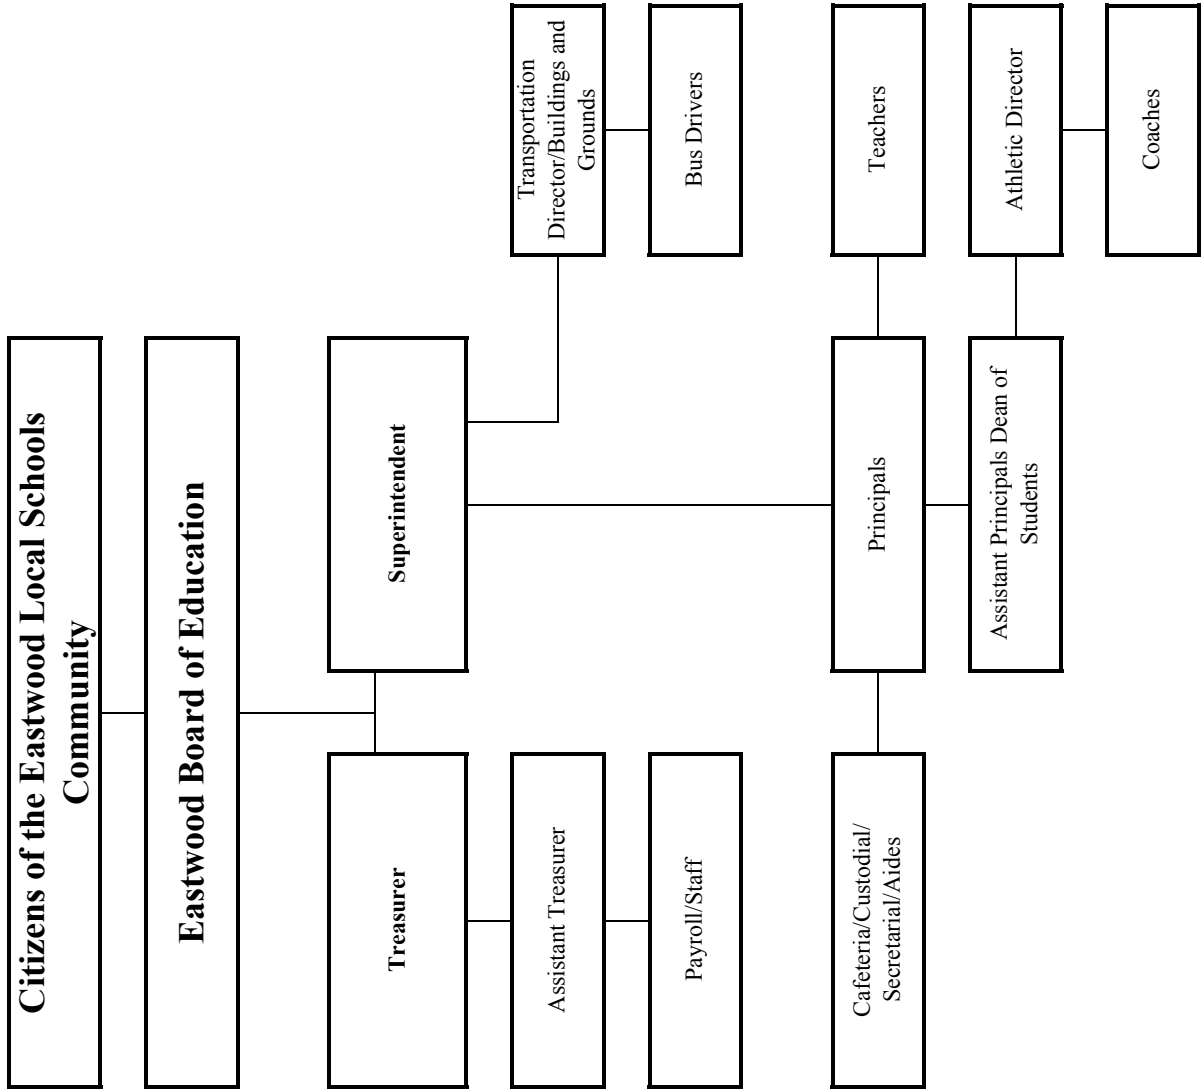 Citizens of the Eastwood Local Schools
Community
Eastwood Board of Education
Treasurer
Superintendent
Assistant Treasurer
Transportation
Director/Buildings and
Grounds
Payroll/Staff
Bus Drivers
Cafeteria/Custodial/
Secretarial/Aides
Principals
Teachers
Assistant Principals Dean of
Students
Athletic Director
Coaches